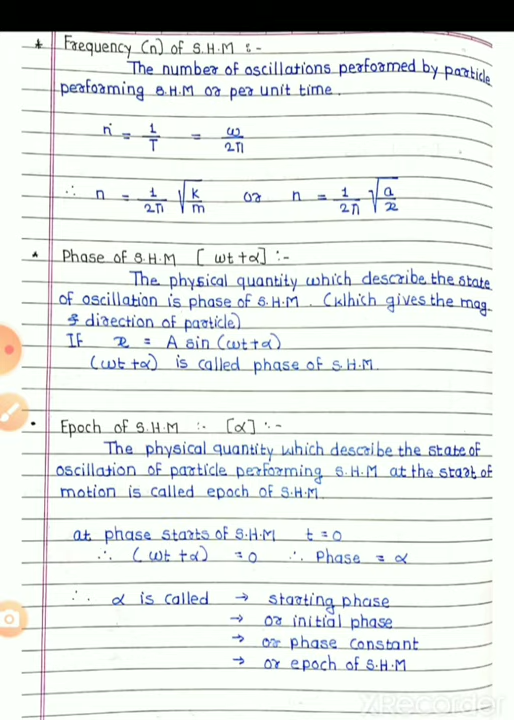 * Frequency (n) of S.H.M :-
The number of oscillations performed by particle
performing S.H.M or per unit time.
n = 1/T = ω/2π
∴ n = 1/2π √k/m or n = 1/2π √a/x
* Phase of S.H.M [ ωt+α] :-
The physical quantity which describe the state
of oscillation is phase of S.H.M. (Which gives the mag.
& direction of particle)
If x = A sin (ωt+α)
(ωt+α) is called phase of S.H.M.
• Epoch of S.H.M :- [α] :-
The physical quantity which describe the state of
oscillation of particle performing S.H.M at the start of
motion is called epoch of S.H.M.
at phase starts of S.H.M t=0
∴ (ωt+α) =0 ∴ Phase = α
∴ α is called → starting phase
→ or initial phase
→ or phase constant
→ or epoch of S.H.M
XRecorder